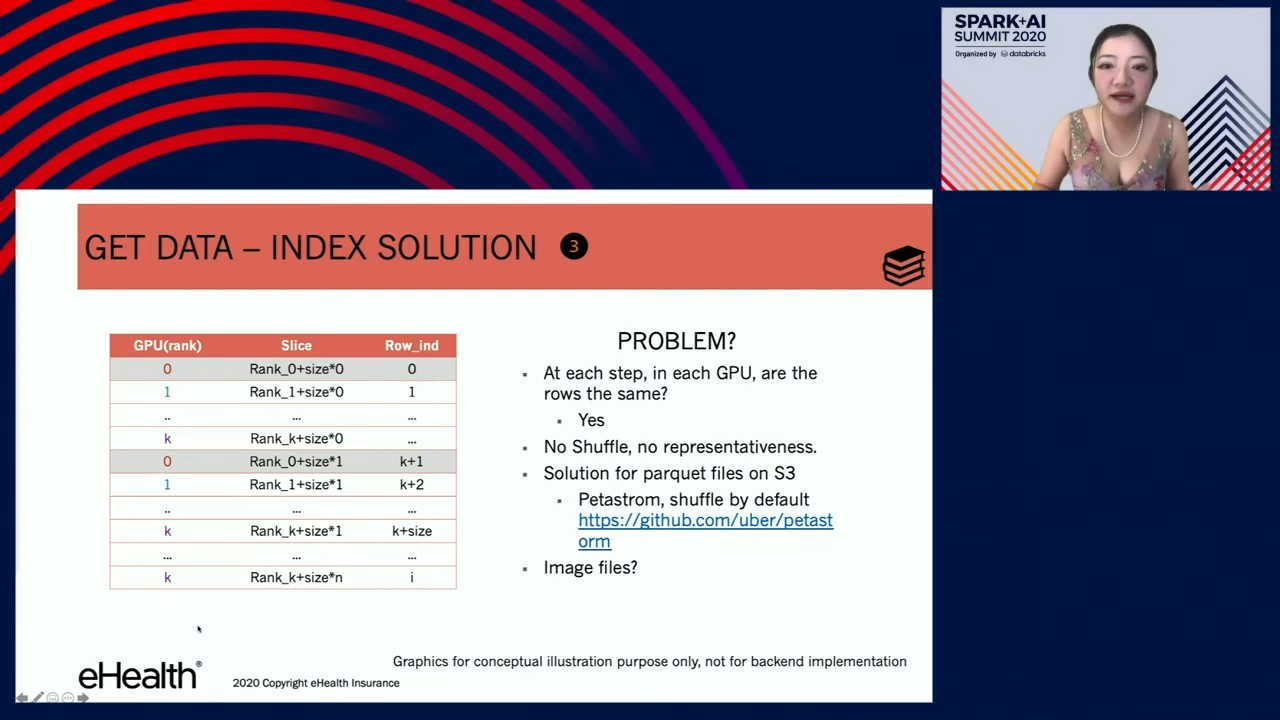 SPARK+AI
SUMMIT 2020
Organized by databricks
GET DATA – INDEX SOLUTION 3
GPU(rank) Slice Row_ind
0 Rank_0+size*0 0
1 Rank_1+size*0 1
.. ... ...
k Rank_k+size*0 ...
0 Rank_0+size*1 k+1
1 Rank_1+size*1 k+2
.. ... ...
k Rank_k+size*1 k+size
... ... ...
k Rank_k+size*n i
PROBLEM?
At each step, in each GPU, are the
rows the same?
Yes
No Shuffle, no representativeness.
Solution for parquet files on S3
Petastrom, shuffle by default
https://github.com/uber/petast
orm
Image files?
Graphics for conceptual illustration purpose only, not for backend implementation
eHealth®
2020 Copyright eHealth Insurance